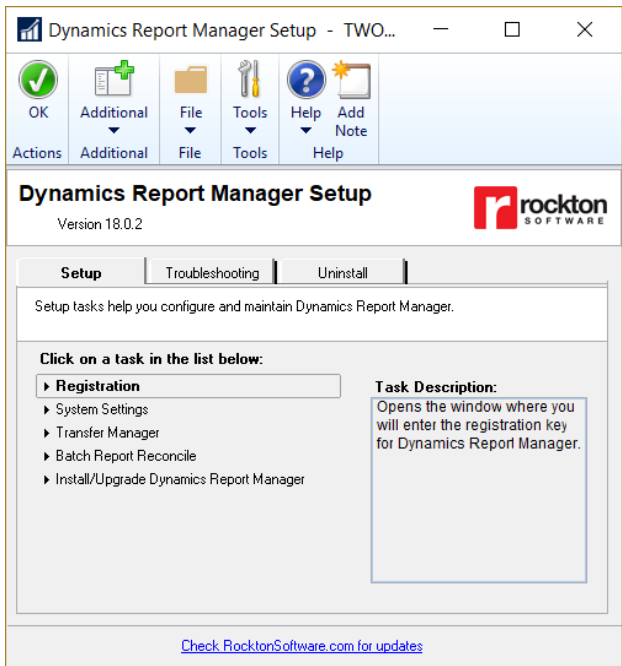 Dynamics Report Manager Setup - TWO...
OK
Additional
File
Tools
Help
Add Note
Actions
Additional
File
Tools
Help
Dynamics Report Manager Setup
Version 18.0.2
rockton
SOFTWARE
Setup
Troubleshooting
Uninstall
Setup tasks help you configure and maintain Dynamics Report Manager.
Click on a task in the list below:
Registration
System Settings
Transfer Manager
Batch Report Reconcile
Install/Upgrade Dynamics Report Manager
Task Description:
Opens the window where you
will enter the registration key
for Dynamics Report Manager.
Check RocktonSoftware.com for updates